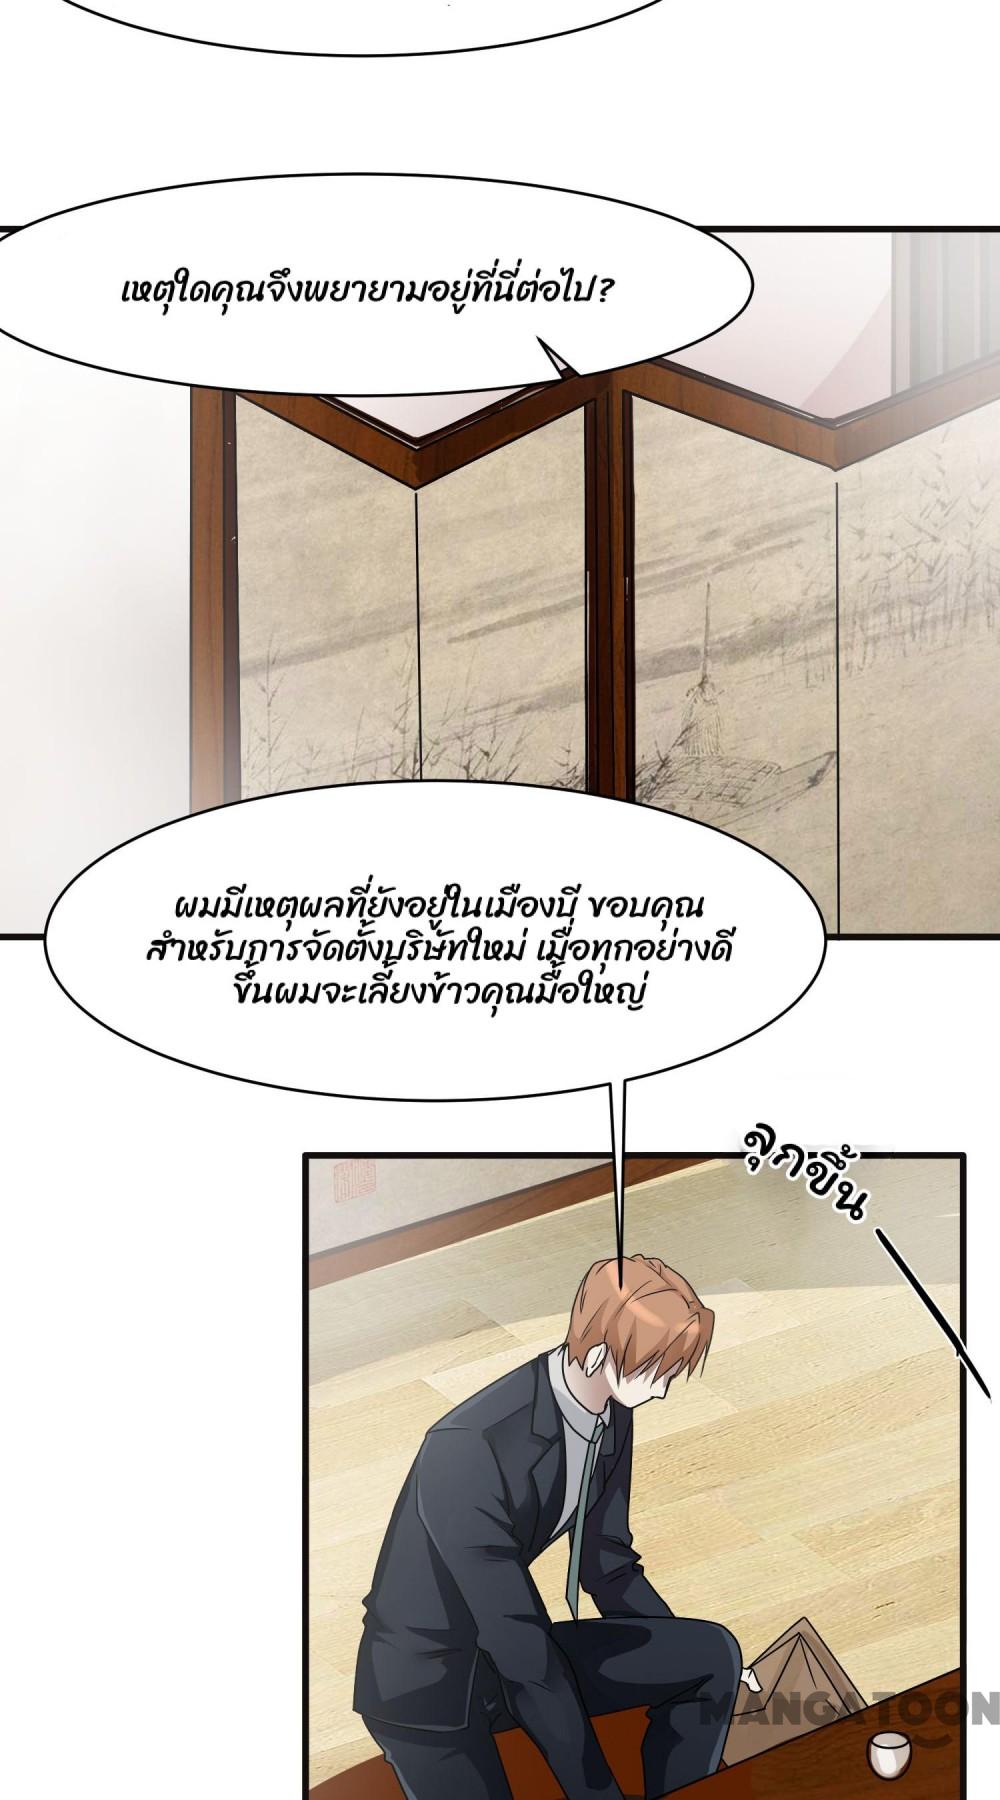 เหตุใดคุณจึงพยายามอยู่ที่นี่ต่อไป?
ผมมีเหตุผลที่ยังอยู่ในเมืองบี ขอบคุณ
สำหรับการจัดตั้งบริษัทใหม่ เมื่อทุกอย่างดี
ขึ้นผมจะเลี้ยงข้าวคุณมื้อใหญ่
ลุกขึ้น
MANGATOON